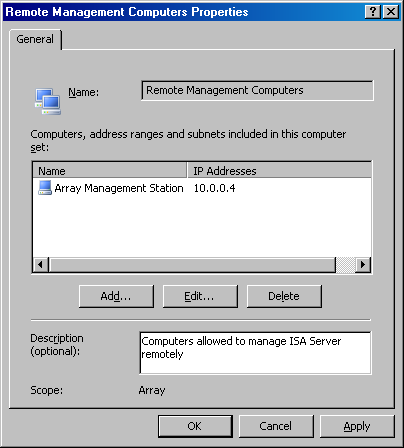 Remote Management Computers Properties
General
Name: Remote Management Computers
Computers, address ranges and subnets included in this computer
set:
Name IP Addresses
Array Management Station 10.0.0.4
Add... Edit... Delete
Description
(optional):
Computers allowed to manage ISA Server
remotely
Scope: Array
OK Cancel Apply